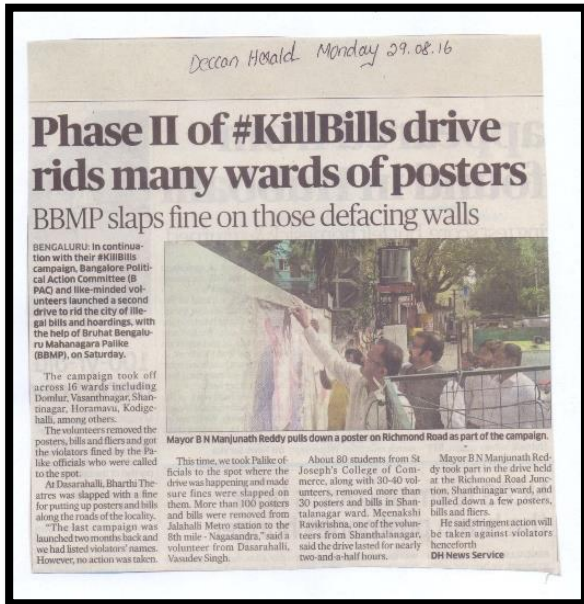 Deccan Herald Monday 29.08.16
Phase II of #KillBills drive
rids many wards of posters
BBMP slaps fine on those defacing walls
BENGALURU: In continua-
tion with their #KillBills
campaign, Bangalore Politi-
cal Action Committee (B
PAC) and like-minded vol-
unteers launched a second
drive to rid the city of ille-
gal bills and hoardings, with
the help of Bruhat Bengalu-
ru Mahanagara Palike
(BBMP), on Saturday.
The campaign took off
across 16 wards including
Domlur, Vasanthnagar, Shan-
tinagar, Horamavu, Kodige-
halli, among others.
The volunteers removed the
posters, bills and fliers and got
the violators fined by the Pa-
like officials who were called
to the spot.
At Dasarahalli, Bharthi The-
atres was slapped with a fine
for putting up posters and bills
along the roads of the locality.
"The last campaign was
launched two months back and
we had listed violators' names.
However, no action was taken.
Mayor B N Manjunath Reddy pulls down a poster on Richmond Road as part of the campaign.
This time, we took Palike of-
ficials to the spot where the
drive was happening and made
sure fines were slapped on
them. More than 100 posters
and bills were removed from
Jalahalli Metro station to the
8th mile - Nagasandra," said a
volunteer from Dasarahalli,
Vasudev Singh.
About 80 students from St
Joseph's College of Com-
merce, along with 30-40 vol-
unteers, removed more than
30 posters and bills in Shan-
talanagar ward. Meenakshi
Ravikrishna, one of the volun-
teers from Shanthalanagar,
said the drive lasted for nearly
two-and-a-half hours.
Mayor B N Manjunath Red-
dy took part in the drive held
at the Richmond Road Junc-
tion, Shanthinagar ward, and
pulled down a few posters,
bills and fliers.
He said stringent action will
be taken against violators
henceforth
DH News Service